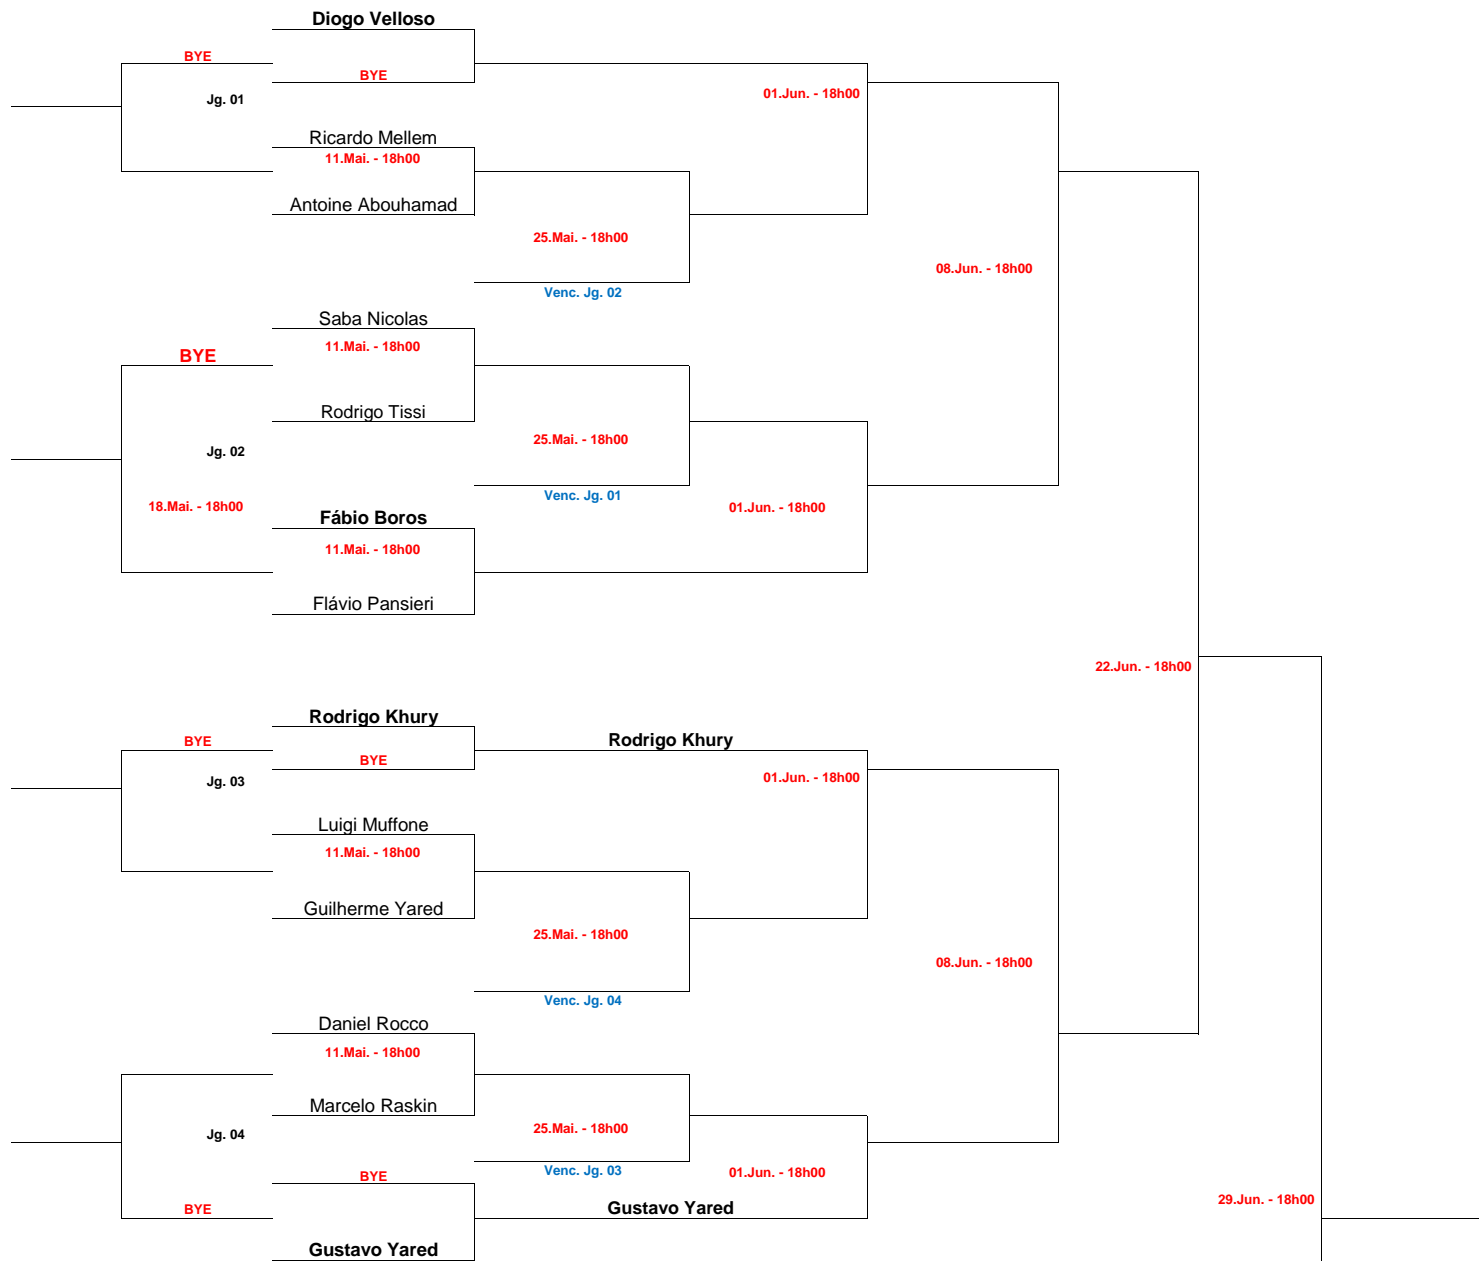 Diogo Velloso
BYE
BYE
01.Jun. - 18h00
Jg. 01
Ricardo Mellem
11.Mai. - 18h00
Antoine Abouhamad
25.Mai. - 18h00
08.Jun. - 18h00
Venc. Jg. 02
Saba Nicolas
11.Mai. - 18h00
BYE
Rodrigo Tissi
25.Mai. - 18h00
Jg. 02
Venc. Jg. 01
18.Mai. - 18h00
01.Jun. - 18h00
Fábio Boros
11.Mai. - 18h00
Flávio Pansieri
22.Jun. - 18h00
Rodrigo Khury
BYE
Rodrigo Khury
BYE
01.Jun. - 18h00
Jg. 03
Luigi Muffone
11.Mai. - 18h00
Guilherme Yared
25.Mai. - 18h00
08.Jun. - 18h00
Venc. Jg. 04
Daniel Rocco
11.Mai. - 18h00
Marcelo Raskin
25.Mai. - 18h00
Jg. 04
Venc. Jg. 03
01.Jun. - 18h00
BYE
29.Jun. - 18h00
BYE
Gustavo Yared
Gustavo Yared